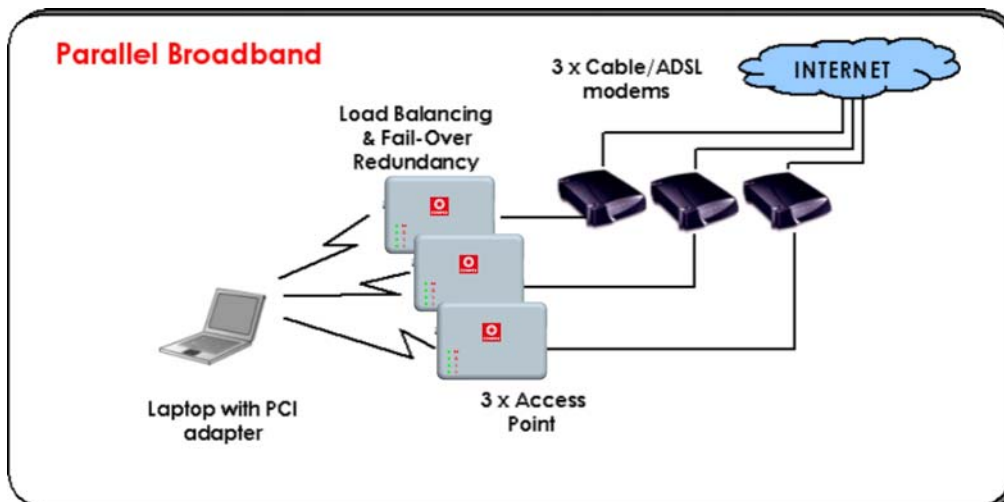 Parallel Broadband
3 x Cable/ADSL
modems
INTERNET
Load Balancing
& Fail-Over
Redundancy
Laptop with PCI
adapter
3 x Access
Point